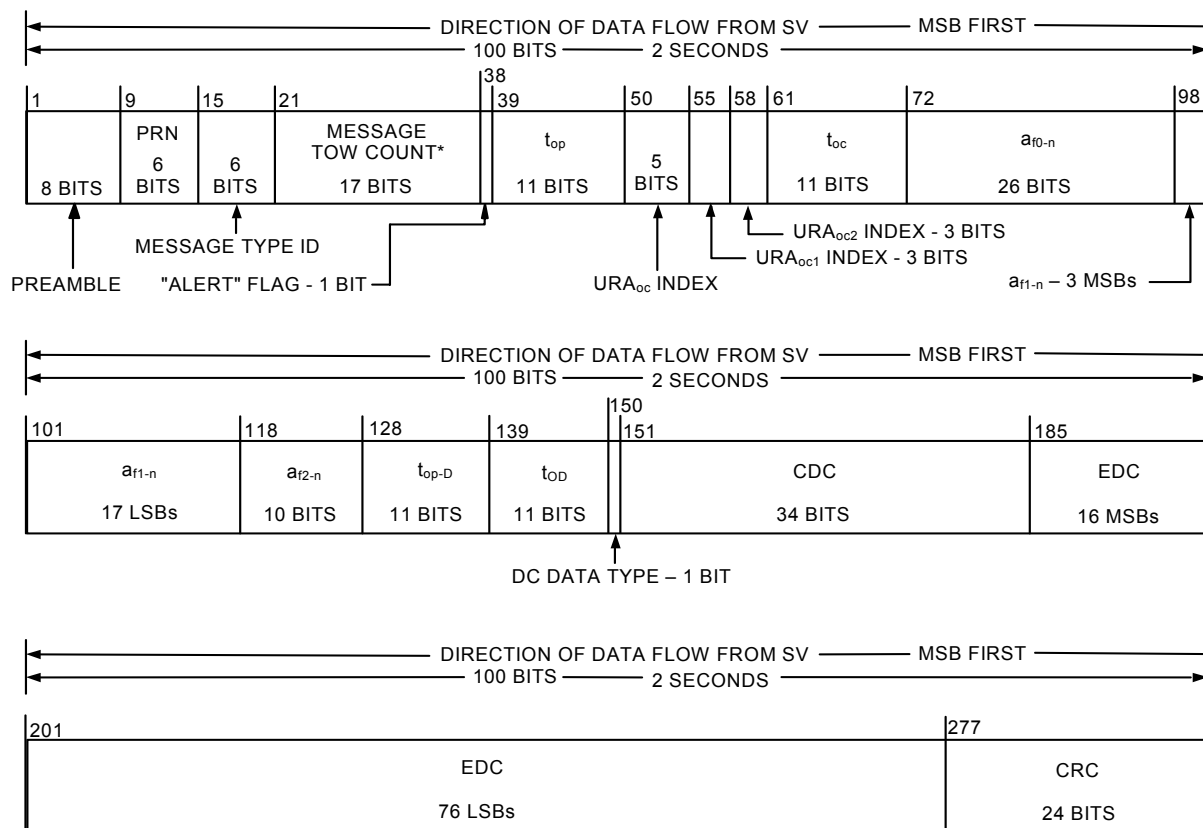 DIRECTION OF DATA FLOW FROM SV MSB FIRST
100 BITS 2 SECONDS
1 9 15 21 38 39 50 55 58 61 72 98
8 BITS
PRN
6
BITS
6
BITS
MESSAGE
TOW COUNT*
17 BITS
t_op
11 BITS
5
BITS
t_oc
11 BITS
a_f0-n
26 BITS
URA_oc2 INDEX - 3 BITS
MESSAGE TYPE ID
URA_oc1 INDEX - 3 BITS
PREAMBLE
"ALERT" FLAG - 1 BIT
URA_oc INDEX
a_f1-n – 3 MSBs
DIRECTION OF DATA FLOW FROM SV MSB FIRST
100 BITS 2 SECONDS
101 118 128 139 150 151 185
a_f1-n
17 LSBs
a_f2-n
10 BITS
t_op-D
11 BITS
t_OD
11 BITS
CDC
34 BITS
EDC
16 MSBs
DC DATA TYPE – 1 BIT
DIRECTION OF DATA FLOW FROM SV MSB FIRST
100 BITS 2 SECONDS
201 277
EDC
76 LSBs
CRC
24 BITS